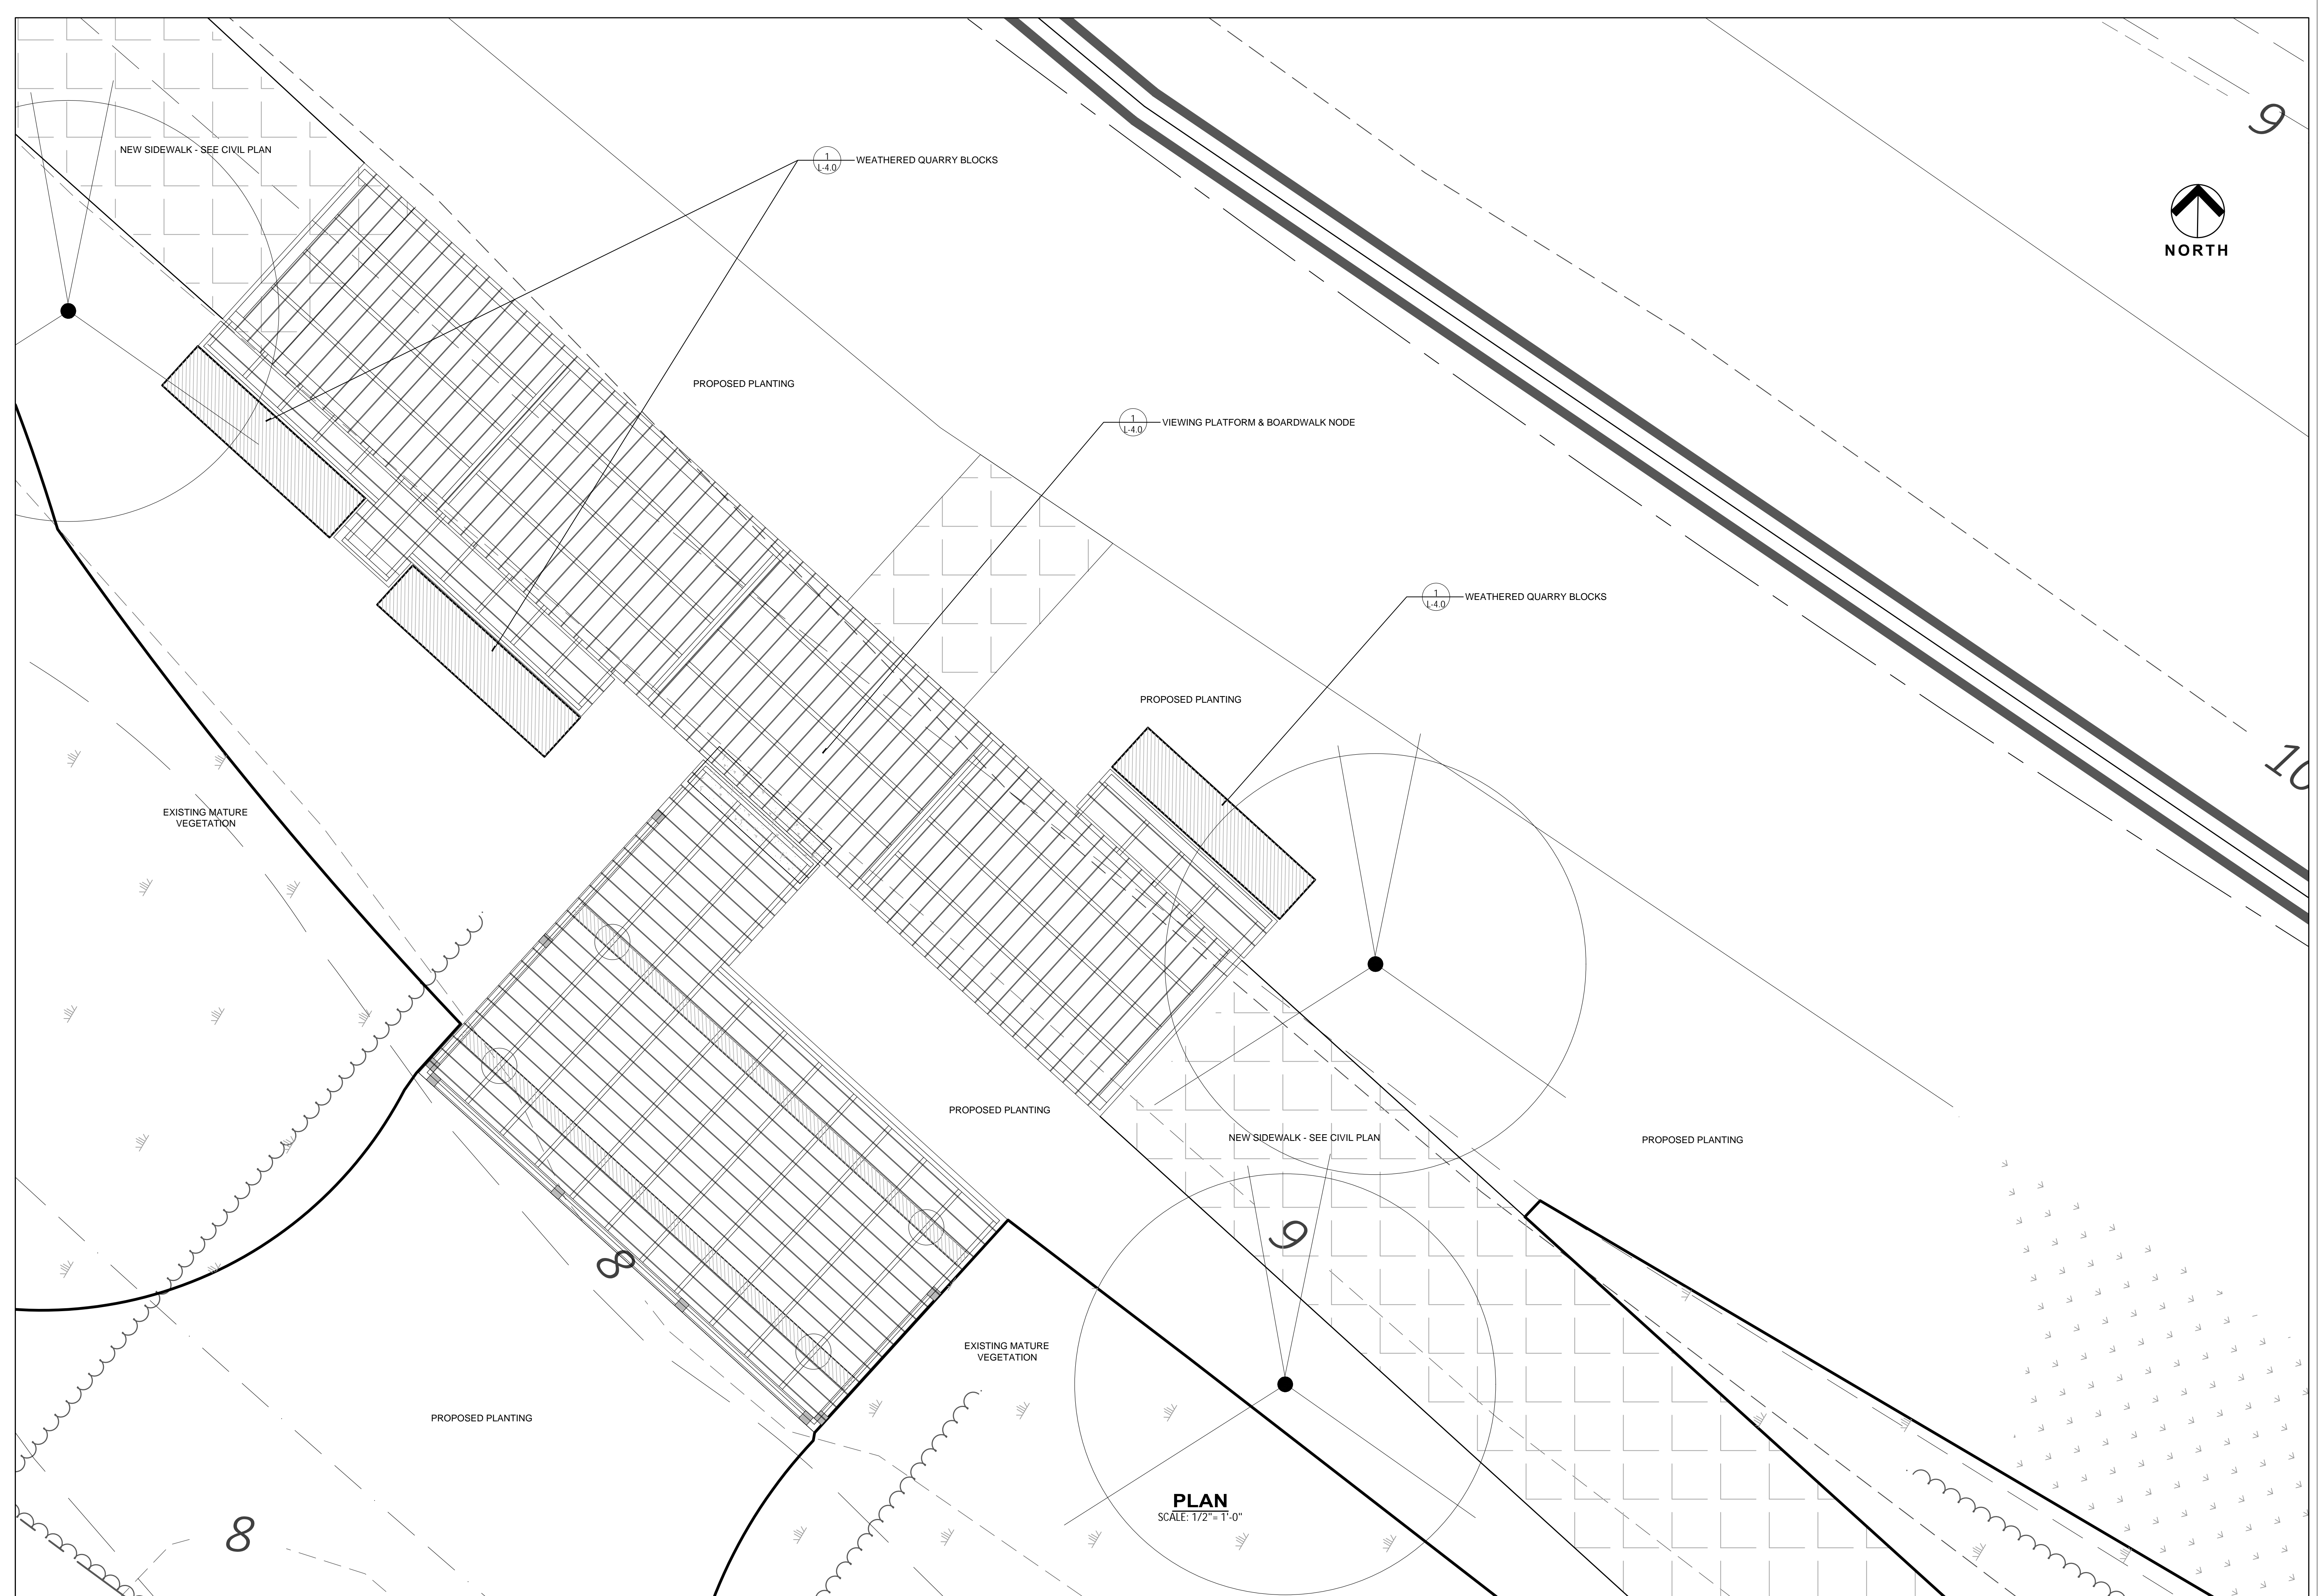 NEW SIDEWALK - SEE CIVIL PLAN
1
L-4.0
WEATHERED QUARRY BLOCKS
9
NORTH
PROPOSED PLANTING
1
L-4.0
VIEWING PLATFORM & BOARDWALK NODE
1
L-4.0
WEATHERED QUARRY BLOCKS
PROPOSED PLANTING
10
EXISTING MATURE
VEGETATION
PROPOSED PLANTING
NEW SIDEWALK - SEE CIVIL PLAN
PROPOSED PLANTING
9
8
EXISTING MATURE
VEGETATION
PROPOSED PLANTING
PLAN
SCALE: 1/2"= 1'-0"
8